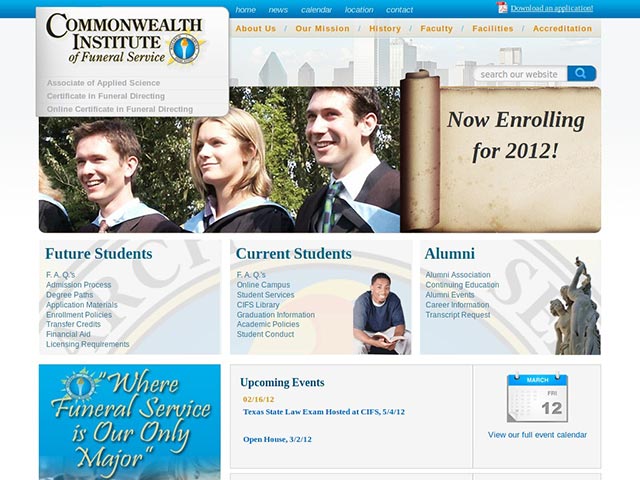 home news calendar location contact
Download an application!
COMMONWEALTH
INSTITUTE
of Funeral Service
About Us / Our Mission / History / Faculty / Facilities / Accreditation
search our website
Associate of Applied Science
Certificate in Funeral Directing
Online Certificate in Funeral Directing
Now Enrolling
for 2012!
Future Students
F. A. Q.'s
Admission Process
Degree Paths
Application Materials
Enrollment Policies
Transfer Credits
Financial Aid
Licensing Requirements
Current Students
F. A. Q.'s
Online Campus
Student Services
CIFS Library
Graduation Information
Academic Policies
Student Conduct
Alumni
Alumni Association
Continuing Education
Alumni Events
Career Information
Transcript Request
"Where
Funeral Service
is Our Only
Major"
Upcoming Events
02/16/12
Texas State Law Exam Hosted at CIFS, 5/4/12
Open House, 3/2/12
MARCH
FRI
12
View our full event calendar